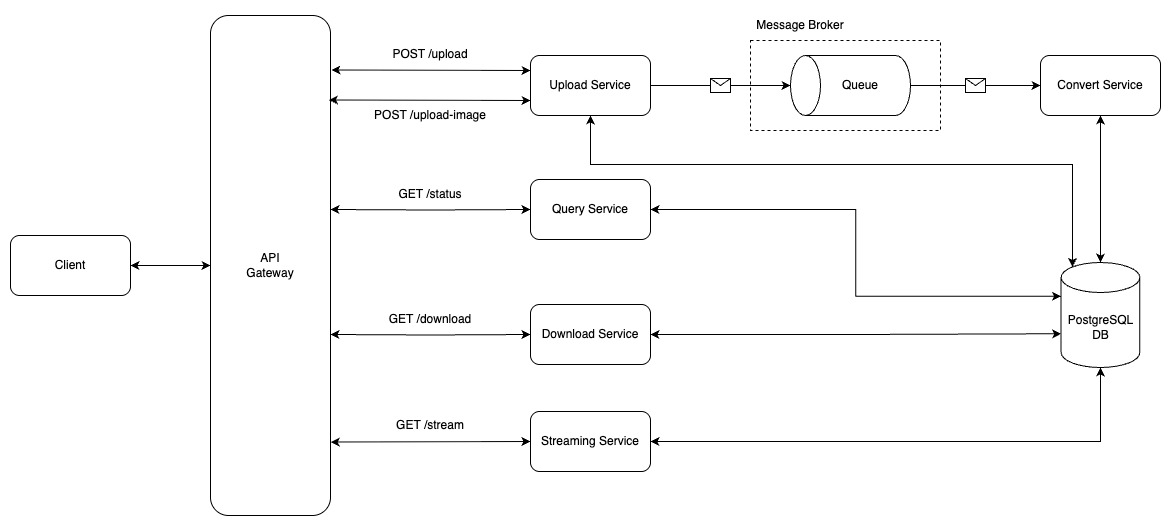 Message Broker
POST /upload
Upload Service
Queue
Convert Service
POST /upload-image
GET /status
Query Service
Client
API
Gateway
GET /download
Download Service
PostgreSQL
DB
GET /stream
Streaming Service